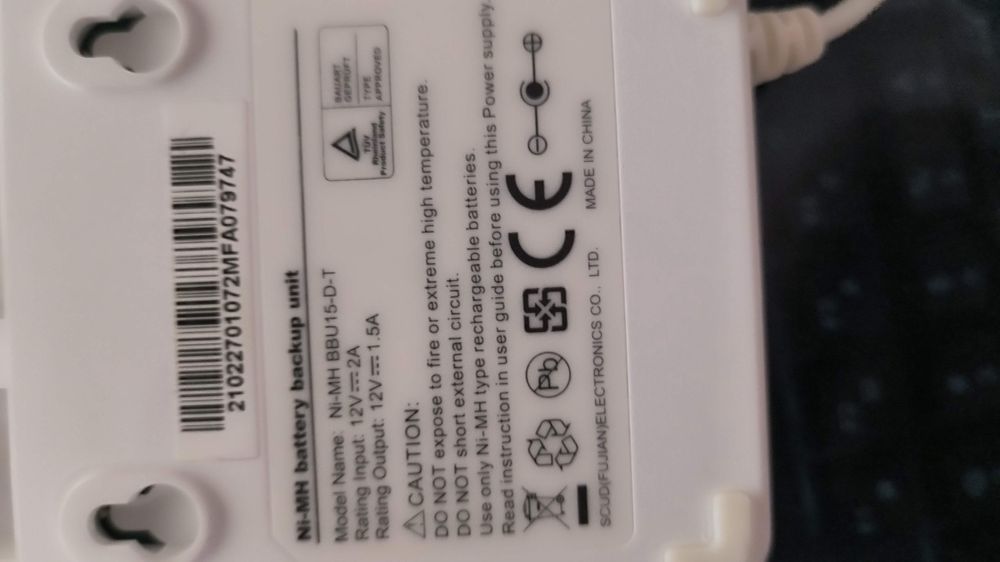 21022701072MFA079747
Ni-MH battery backup unit
Model Name: Ni-MH BBU15-D-T
Rating Input: 12V⎓2A
Rating Output: 12V⎓1.5A
TÜV
Rheinland
Product Safety
BAUART
GEPRÜFT
TYPE
APPROVED
⚠CAUTION:
DO NOT expose to fire or extreme high temperature.
DO NOT short external circuit.
Use only Ni-MH type rechargeable batteries.
Read instruction in user guide before using this Power supply.
Pb
CE
SCUD(FUJIAN)ELECTRONICS CO., LTD. MADE IN CHINA